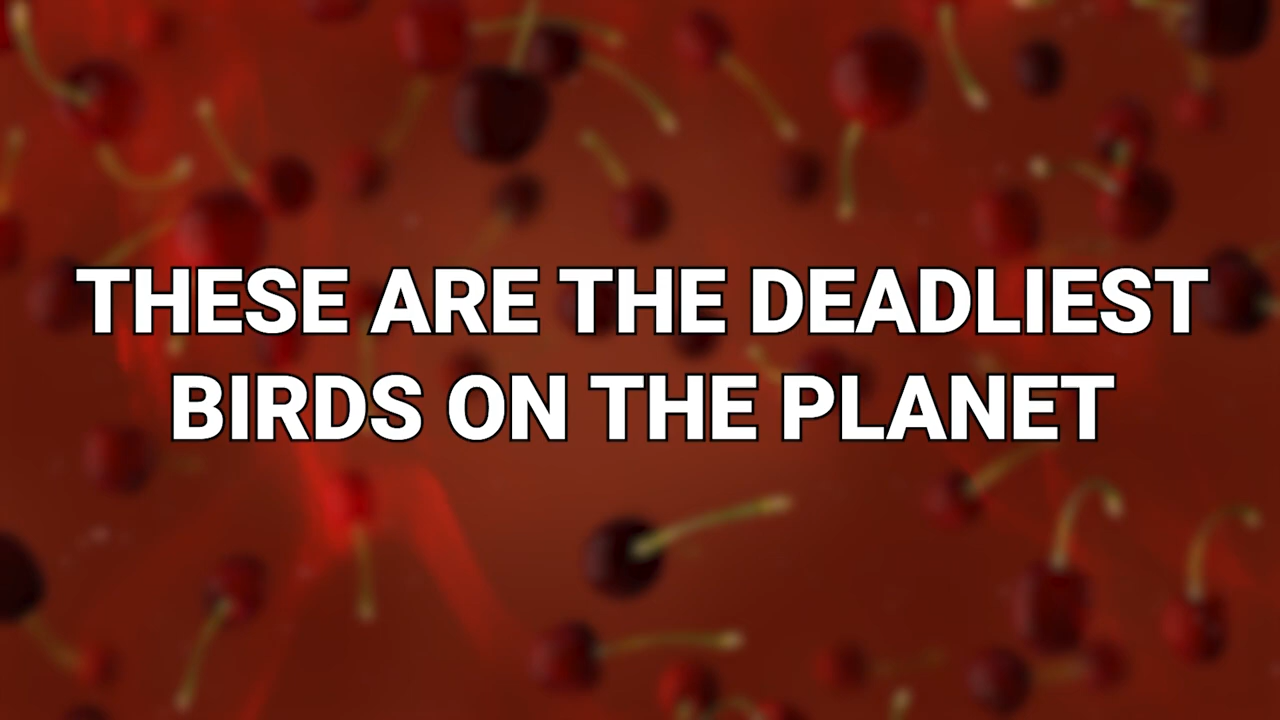 THESE ARE THE DEADLIEST
BIRDS ON THE PLANET